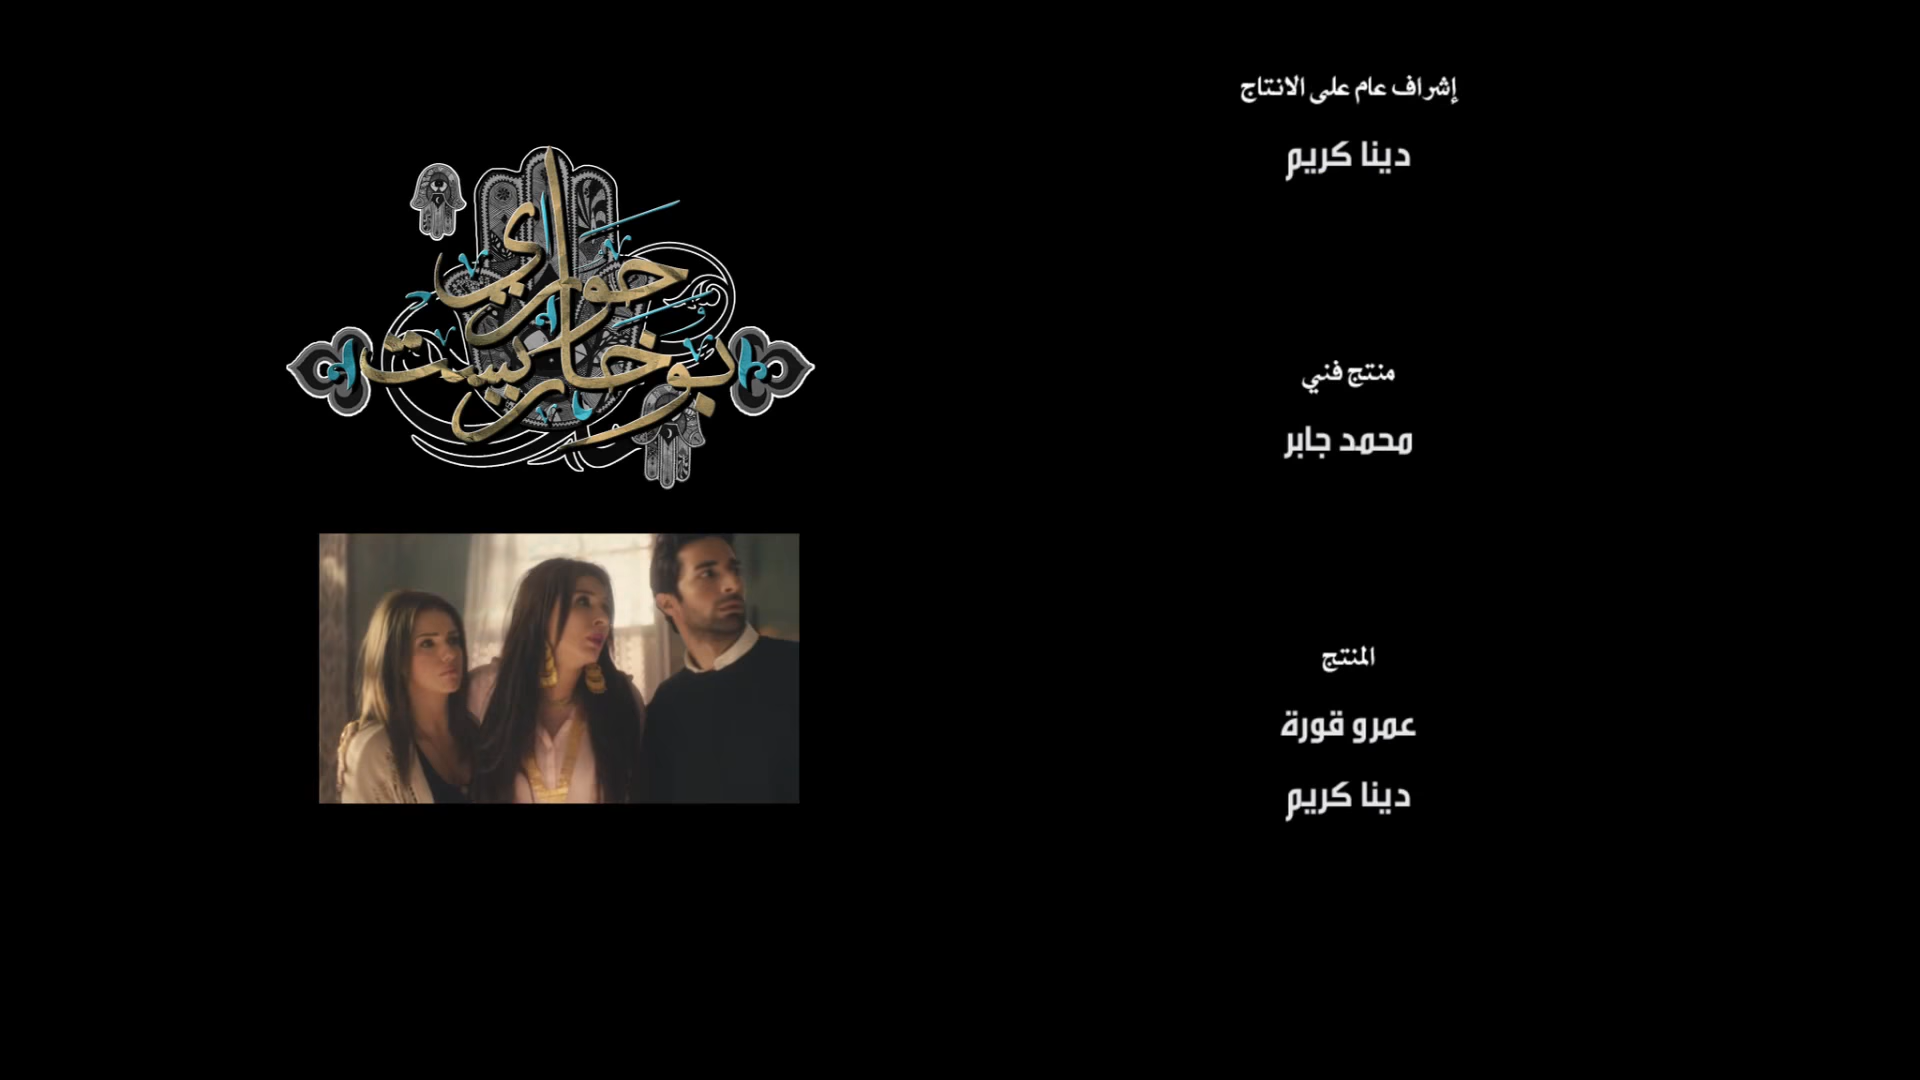 جواري
بوخاريست
إشراف عام على الانتاج
دينا كريم
منتج فني
محمد جابر
المنتج
عمرو قورة
دينا كريم